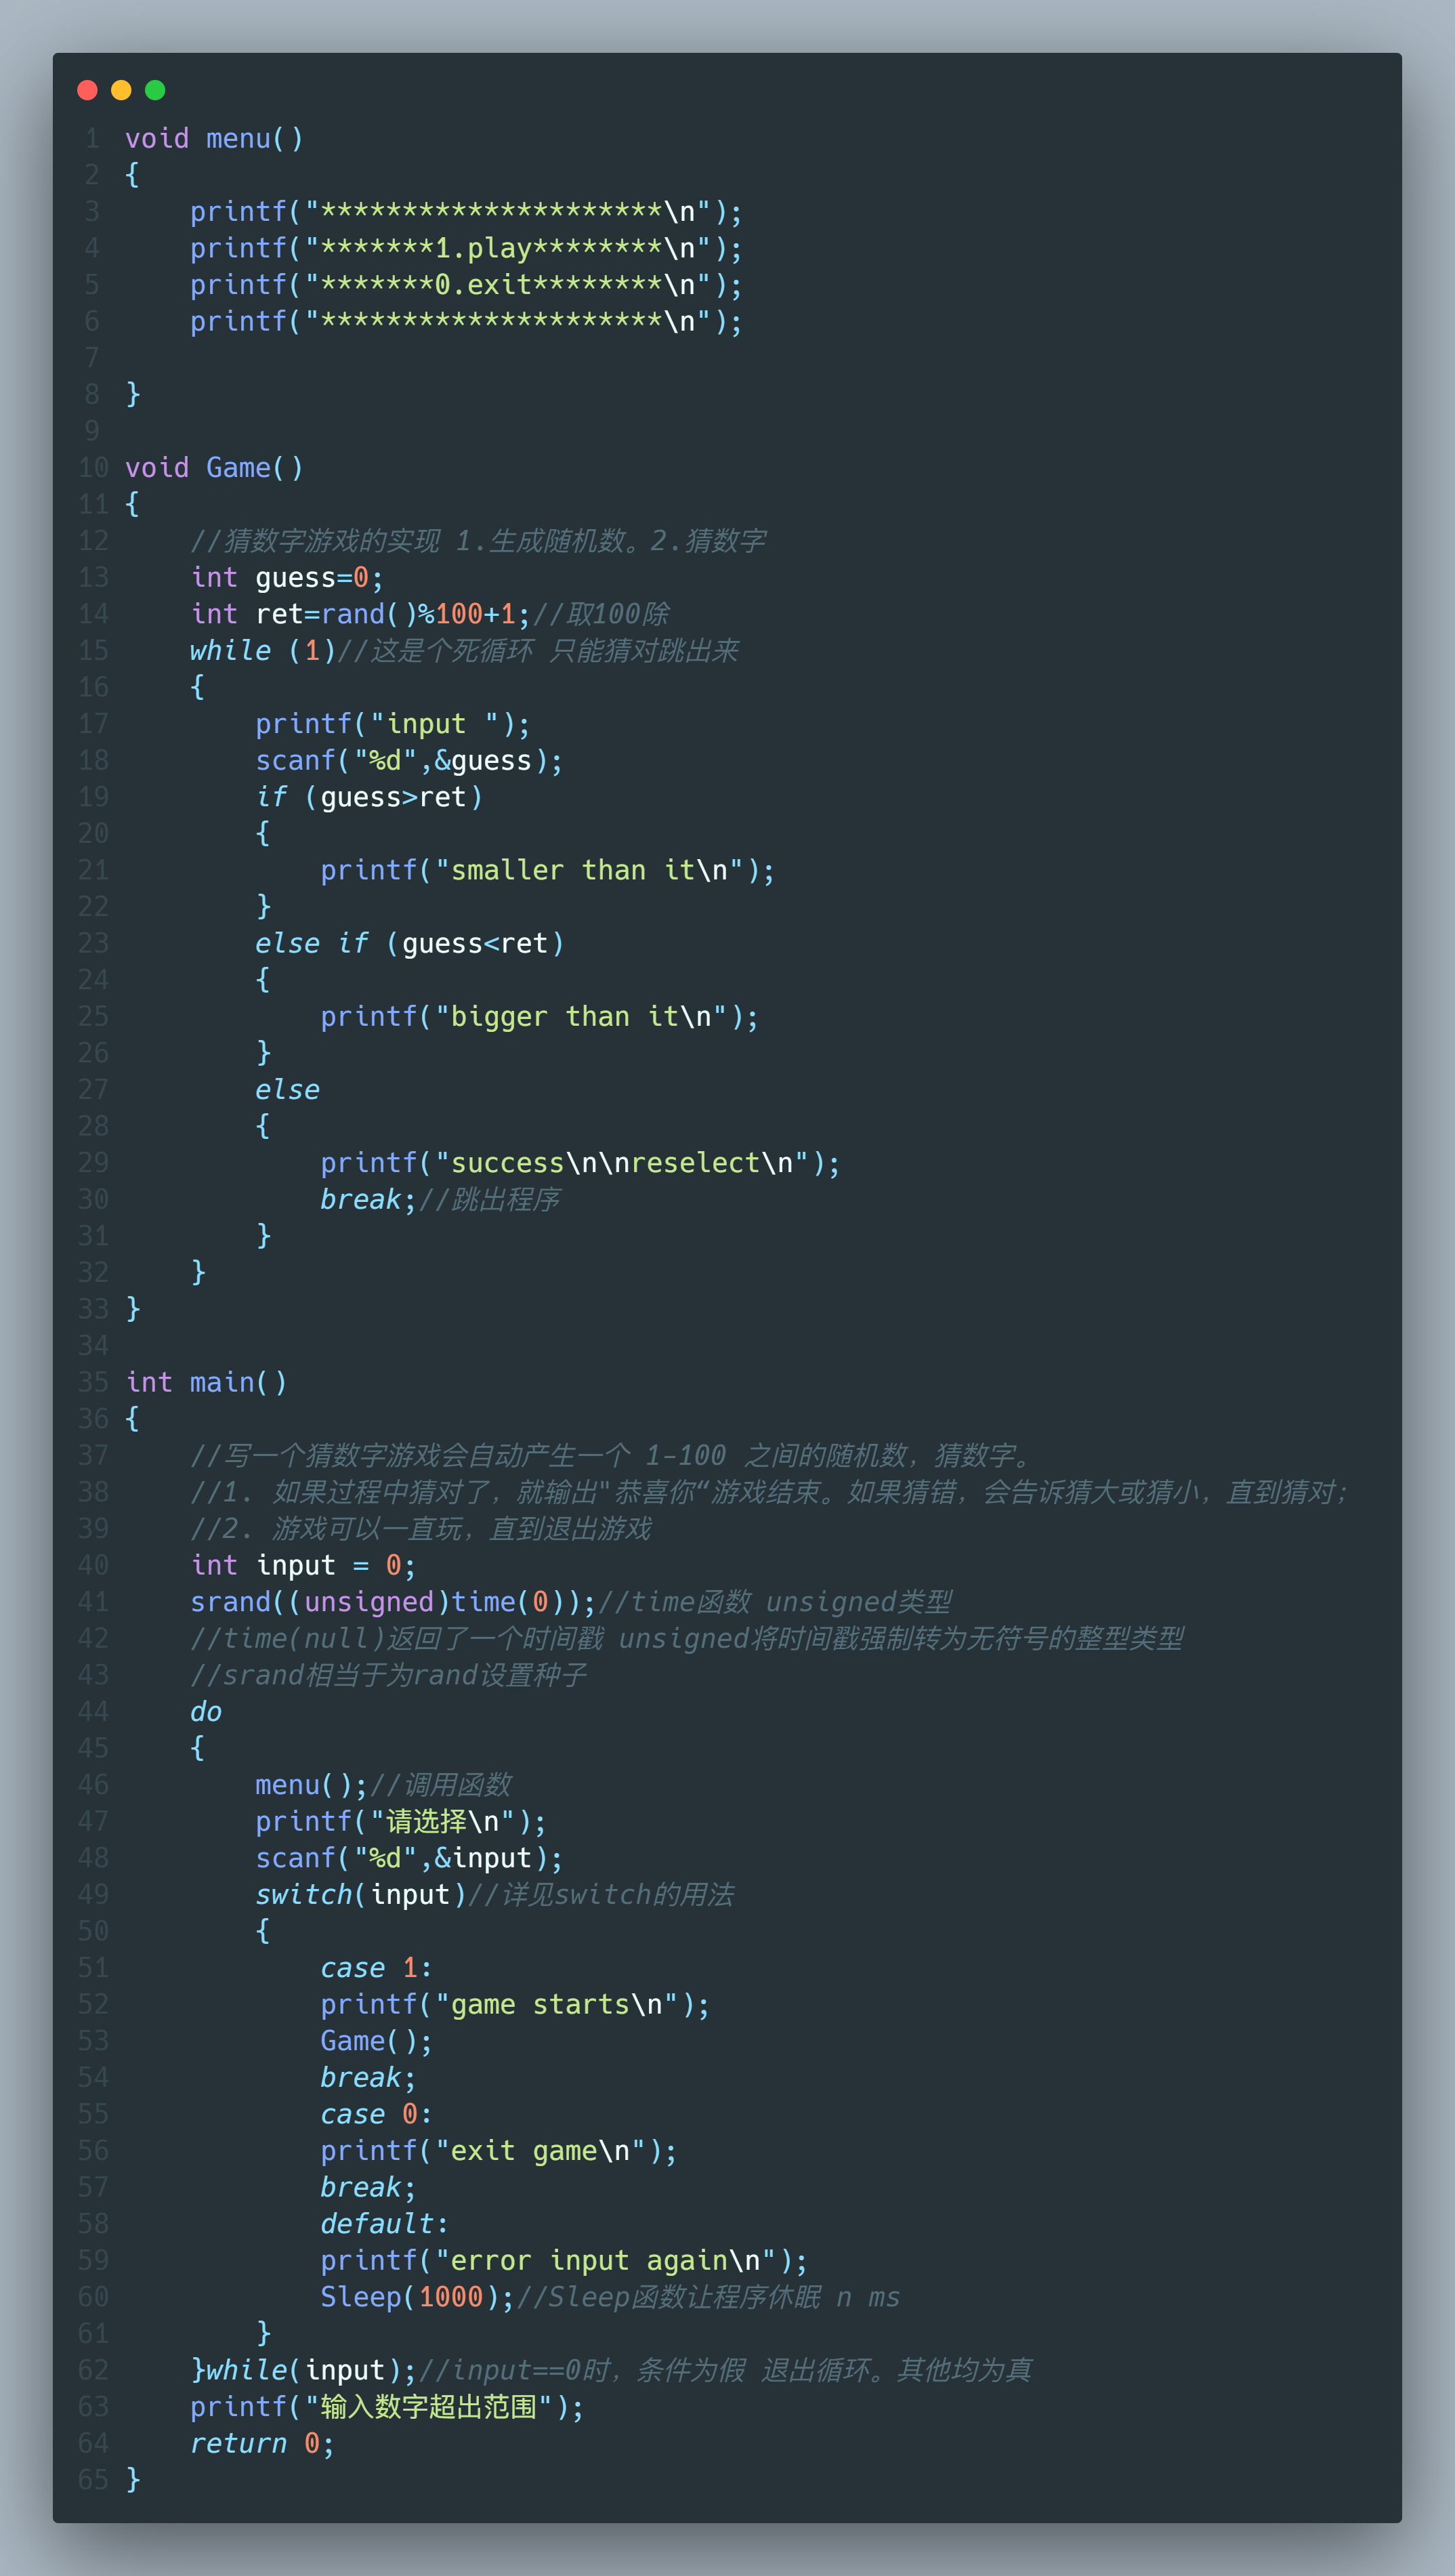 1 void menu()
2 {
3     printf("*********************\n");
4     printf("*******1.play********\n");
5     printf("*******0.exit********\n");
6     printf("*********************\n");
7
8 }
9
10 void Game()
11 {
12     //猜数字游戏的实现 1.生成随机数。2.猜数字
13     int guess=0;
14     int ret=rand()%100+1;//取100除
15     while (1)//这是个死循环 只能猜对跳出来
16     {
17         printf("input ");
18         scanf("%d",&guess);
19         if (guess>ret)
20         {
21             printf("smaller than it\n");
22         }
23         else if (guess<ret)
24         {
25             printf("bigger than it\n");
26         }
27         else
28         {
29             printf("success\n\nreselect\n");
30             break;//跳出程序
31         }
32     }
33 }
34
35 int main()
36 {
37     //写一个猜数字游戏会自动产生一个 1-100 之间的随机数，猜数字。
38     //1. 如果过程中猜对了，就输出"恭喜你“游戏结束。如果猜错，会告诉猜大或猜小，直到猜对；
39     //2. 游戏可以一直玩，直到退出游戏
40     int input = 0;
41     srand((unsigned)time(0));//time函数 unsigned类型
42     //time(null)返回了一个时间戳 unsigned将时间戳强制转为无符号的整型类型
43     //srand相当于为rand设置种子
44     do
45     {
46         menu();//调用函数
47         printf("请选择\n");
48         scanf("%d",&input);
49         switch(input)//详见switch的用法
50         {
51             case 1:
52             printf("game starts\n");
53             Game();
54             break;
55             case 0:
56             printf("exit game\n");
57             break;
58             default:
59             printf("error input again\n");
60             Sleep(1000);//Sleep函数让程序休眠 n ms
61         }
62     }while(input);//input==0时，条件为假 退出循环。其他均为真
63     printf("输入数字超出范围");
64     return 0;
65 }